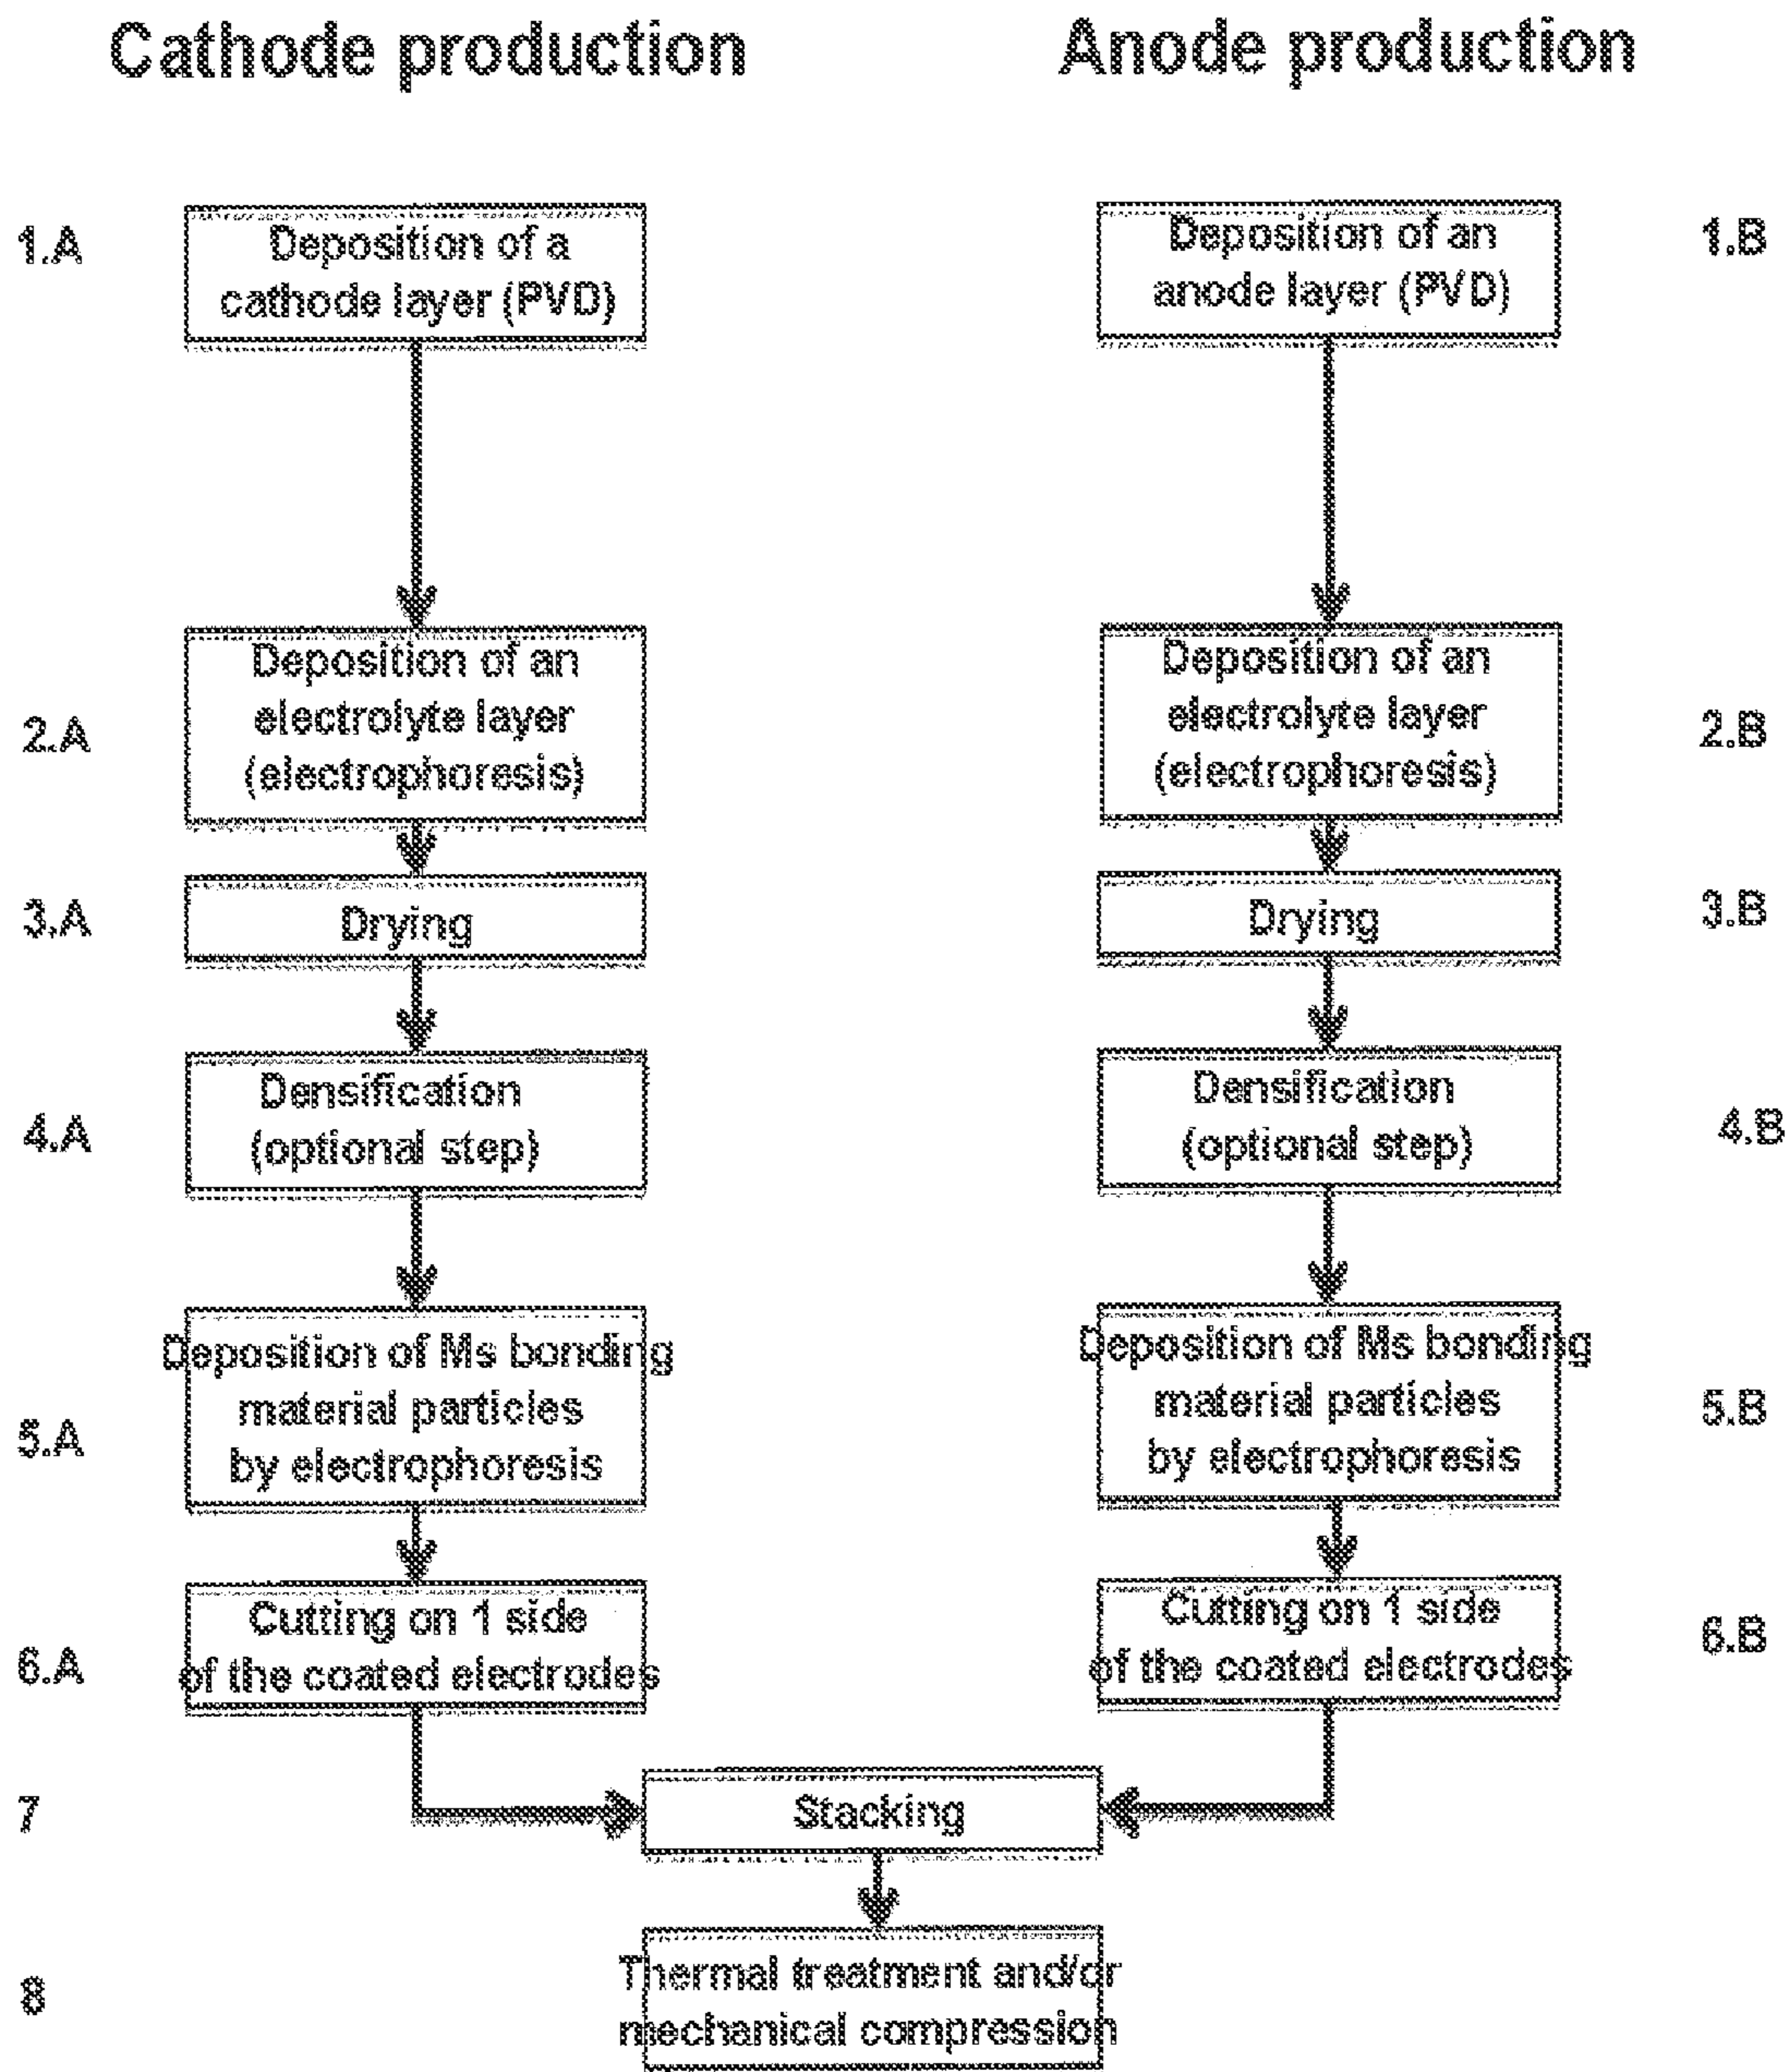 Cathode production
Anode production
1.A
Deposition of a
cathode layer (PVD)
Deposition of an
anode layer (PVD)
1.B
2.A
Deposition of an
electrolyte layer
(electrophoresis)
Deposition of an
electrolyte layer
(electrophoresis)
2.B
3.A
Drying
Drying
3.B
4.A
Densification
(optional step)
Densification
(optional step)
4.B
5.A
Deposition of Ms bonding
material particles
by electrophoresis
Deposition of Ms bonding
material particles
by electrophoresis
5.B
6.A
Cutting on 1 side
of the coated electrodes
Cutting on 1 side
of the coated electrodes
6.B
7
Stacking
8
Thermal treatment and/or
mechanical compression